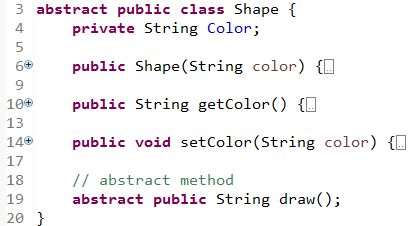 3 abstract public class Shape {
4     private String Color;
5
6     public Shape(String color) {..
9
10     public String getColor() {..
13
14     public void setColor(String color) {..
17
18     // abstract method
19     abstract public String draw();
20 }